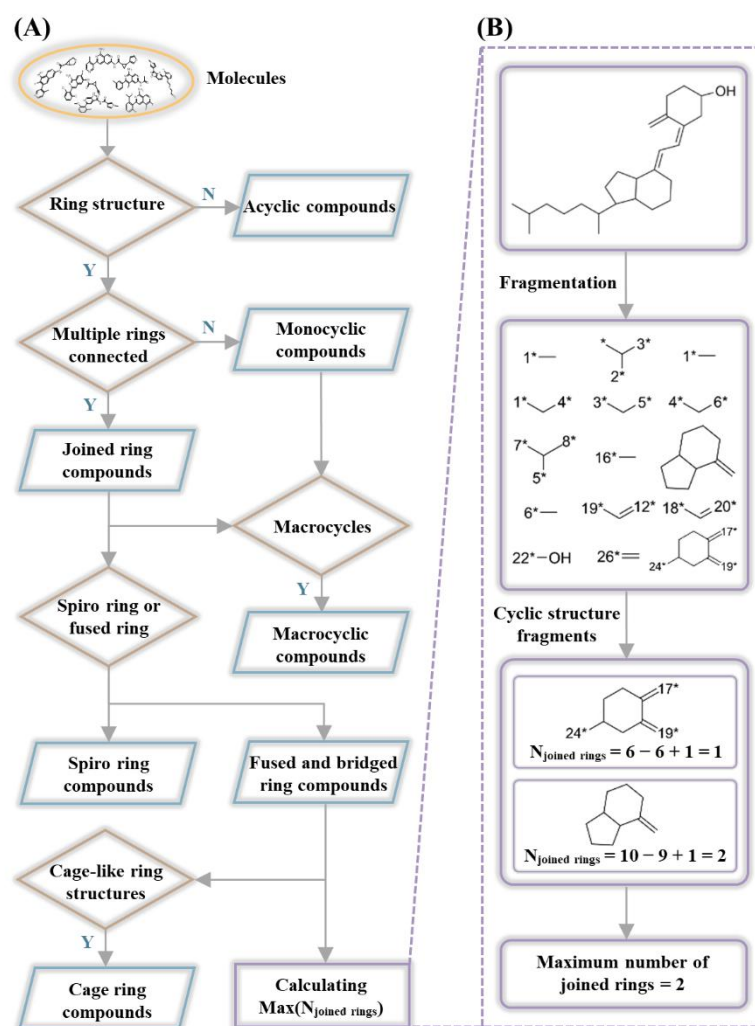 (A)
Molecules
Ring structure
N
Acyclic compounds
Y
Multiple rings
connected
N
Monocyclic
compounds
Y
Joined ring
compounds
Macrocycles
Y
Spiro ring or
fused ring
Macrocyclic
compounds
Spiro ring
compounds
Fused and bridged
ring compounds
Cage-like ring
structures
Y
Cage ring
compounds
Calculating
Max(N_joined rings)
(B)
OH
Fragmentation
1*
* 3*
2*
1*
1* 4*
3* 5*
4* 6*
7* 8*
5*
16*
6*
19* 12*
18* 20*
22* OH
26*
17*
24* 19*
Cyclic structure
fragments
17*
24* 19*
N_joined rings = 6 − 6 + 1 = 1
N_joined rings = 10 − 9 + 1 = 2
Maximum number of
joined rings = 2